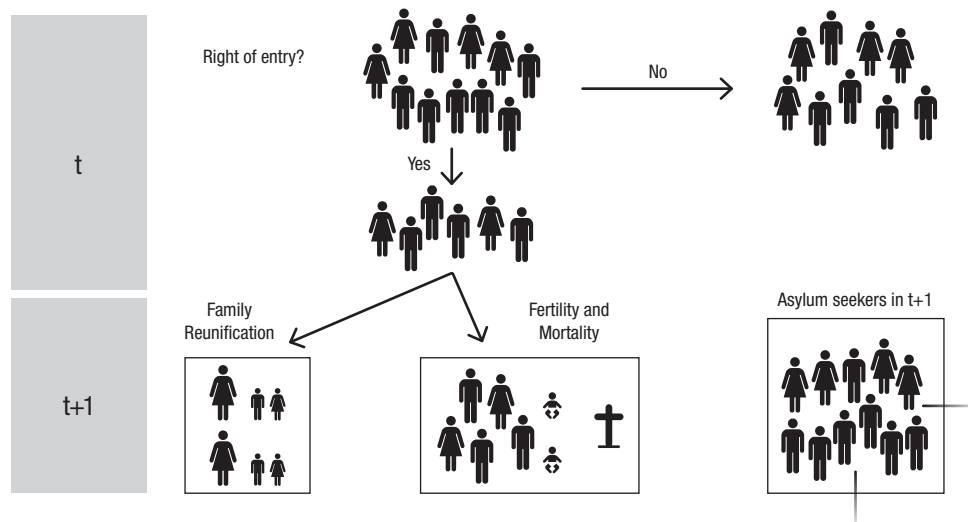 Right of entry?
No
t
Yes
Family
Reunification
Fertility and
Mortality
Asylum seekers in t+1
t+1